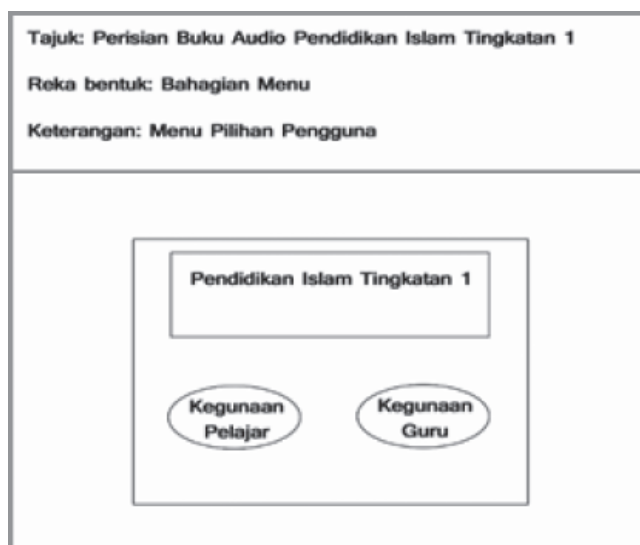 Tajuk: Perisian Buku Audio Pendidikan Islam Tingkatan 1
Reka bentuk: Bahagian Menu
Keterangan: Menu Pilihan Pengguna
Pendidikan Islam Tingkatan 1
Kegunaan
Pelajar
Kegunaan
Guru